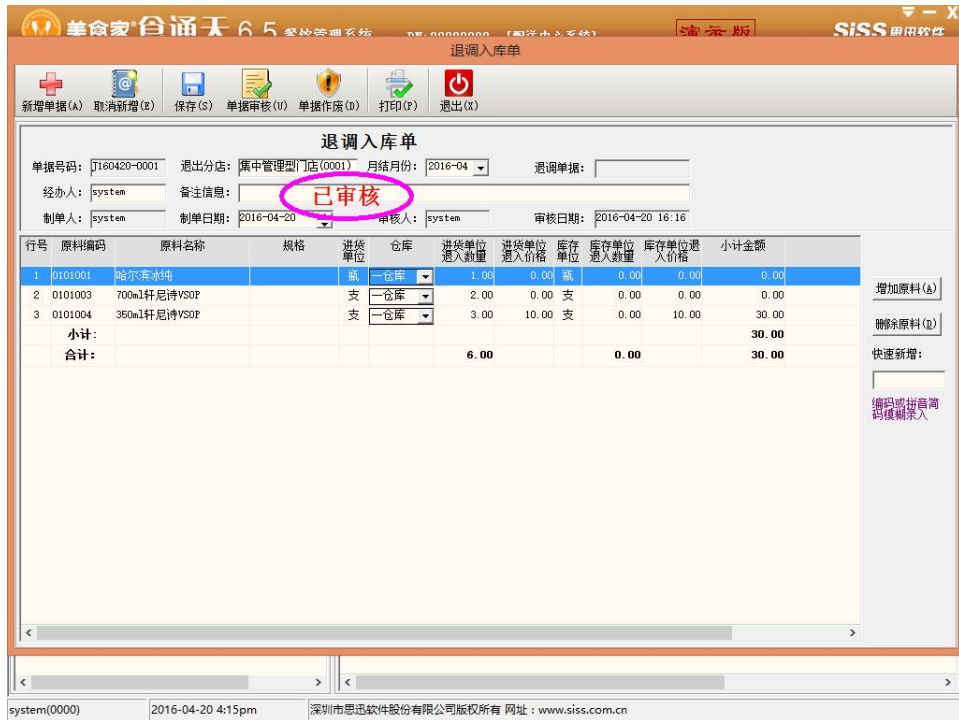 美食家®食通天 6.5 餐饮管理系统 [配送中心系统] 演示版 SiSS 思迅软件
退调入库单
新增单据(A) 取消新增(E) 保存(S) 单据审核(U) 单据作废(D) 打印(P) 退出(X)
退调入库单
单据号码: J160420-0001 退出分店: 集中管理型门店(0001) 月结月份: 2016-04 退调单据:
经办人: system 备注信息:
已审核
制单人: system 制单日期: 2016-04-20 审核人: system 审核日期: 2016-04-20 16:16
行号 原料编码 原料名称 规格 进货单位 仓库 进货单位退入数量 进货单位退入价格 库存单位 库存单位退入数量 库存单位退入价格 小计金额
1 0101001 哈尔滨冰纯 瓶 一仓库 1.00 0.00 瓶 0.00 0.00 0.00
2 0101003 700ml轩尼诗VSOP 支 一仓库 2.00 0.00 支 0.00 0.00 0.00
3 0101004 350ml轩尼诗VSOP 支 一仓库 3.00 10.00 支 0.00 10.00 30.00
小计: 30.00
合计: 6.00 0.00 30.00
增加原料(A)
删除原料(D)
快速新增:
编码或拼音简
码模糊录入
system(0000) 2016-04-20 4:15pm 深圳市思迅软件股份有限公司版权所有 网址:www.siss.com.cn